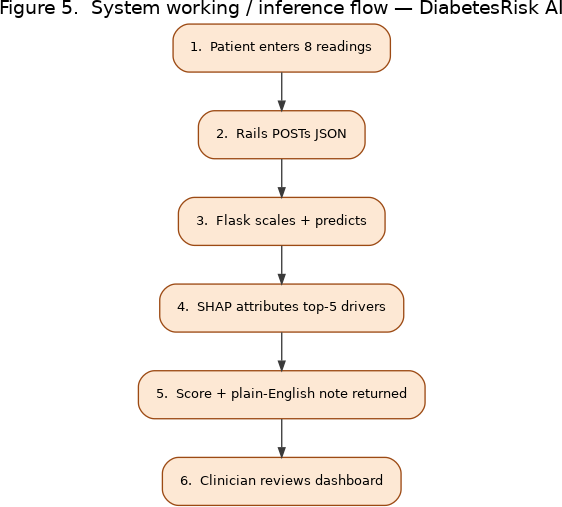 Figure 5.  System working / inference flow — DiabetesRisk AI
1.  Patient enters 8 readings
2.  Rails POSTs JSON
3.  Flask scales + predicts
4.  SHAP attributes top-5 drivers
5.  Score + plain-English note returned
6.  Clinician reviews dashboard